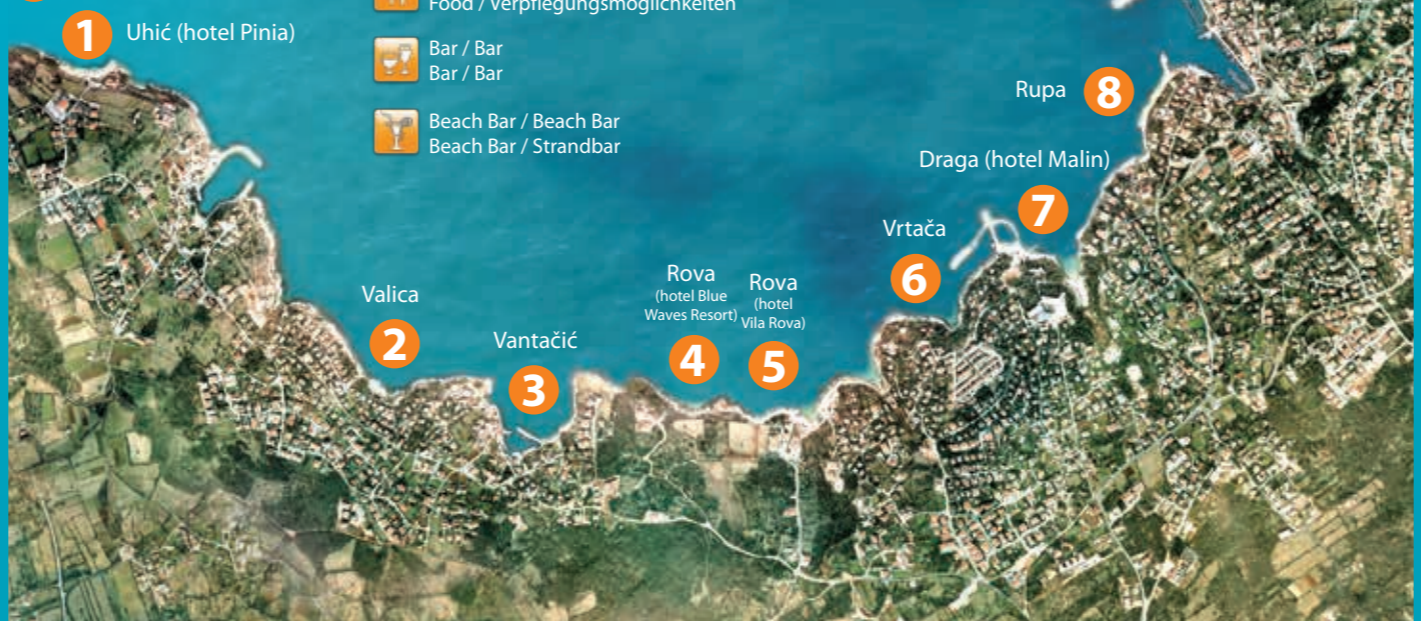 Food / Verpflegungsmöglichkeiten
1 Uhić (hotel Pinia)
Bar / Bar
Bar / Bar
Beach Bar / Beach Bar
Beach Bar / Strandbar
Rupa 8
Draga (hotel Malin)
7
Vrtača
6
Rova
(hotel Blue
Waves Resort)
4
Rova
(hotel
Vila Rova)
5
Valica
2
Vantačić
3